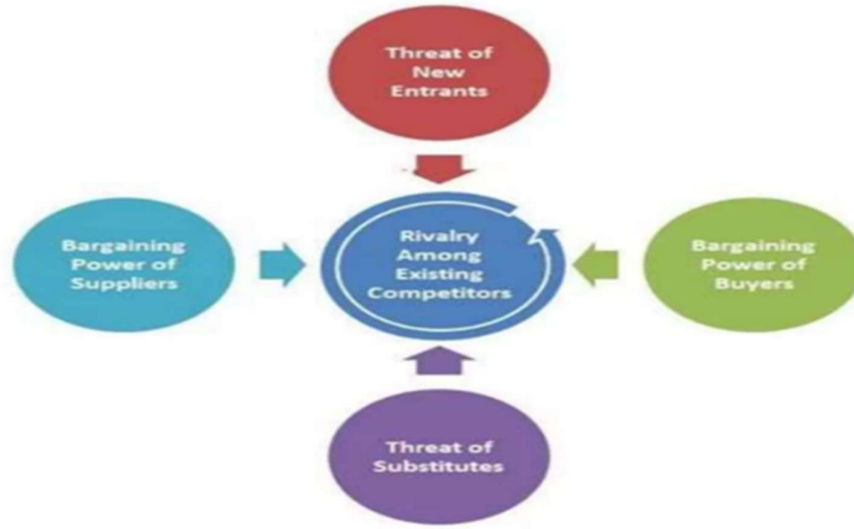 Threat of
New
Entrants
Bargaining
Power of
Suppliers
Rivalry
Among
Existing
Competitors
Bargaining
Power of
Buyers
Threat of
Substitutes